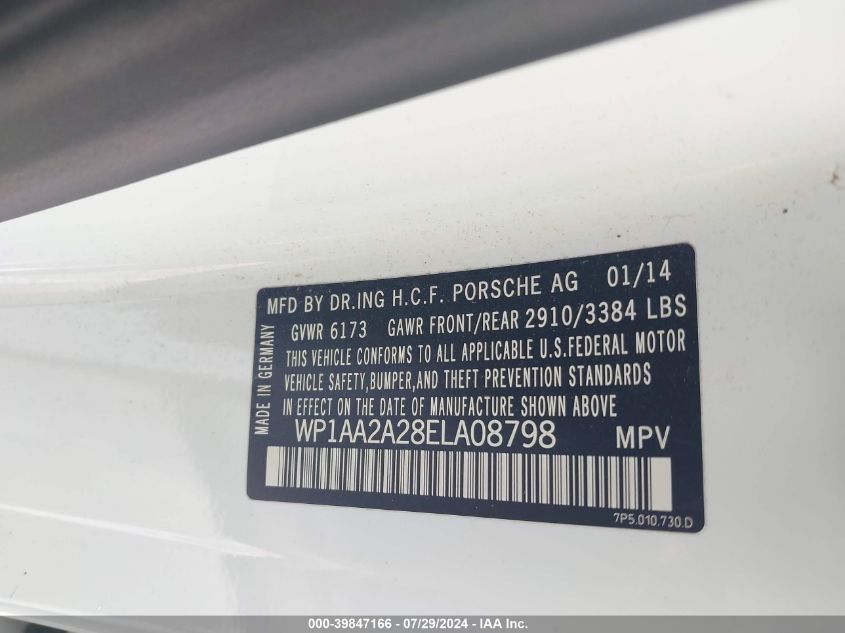 MFD BY DR.ING H.C.F. PORSCHE AG 01/14
GVWR 6173 GAWR FRONT/REAR 2910/3384 LBS
THIS VEHICLE CONFORMS TO ALL APPLICABLE U.S.FEDERAL MOTOR
VEHICLE SAFETY,BUMPER,AND THEFT PREVENTION STANDARDS
IN EFFECT ON THE DATE OF MANUFACTURE SHOWN ABOVE
MADE IN GERMANY
WP1AA2A28ELA08798 MPV
7P5.010.730.D
000-39847166 - 07/29/2024 - IAA Inc.